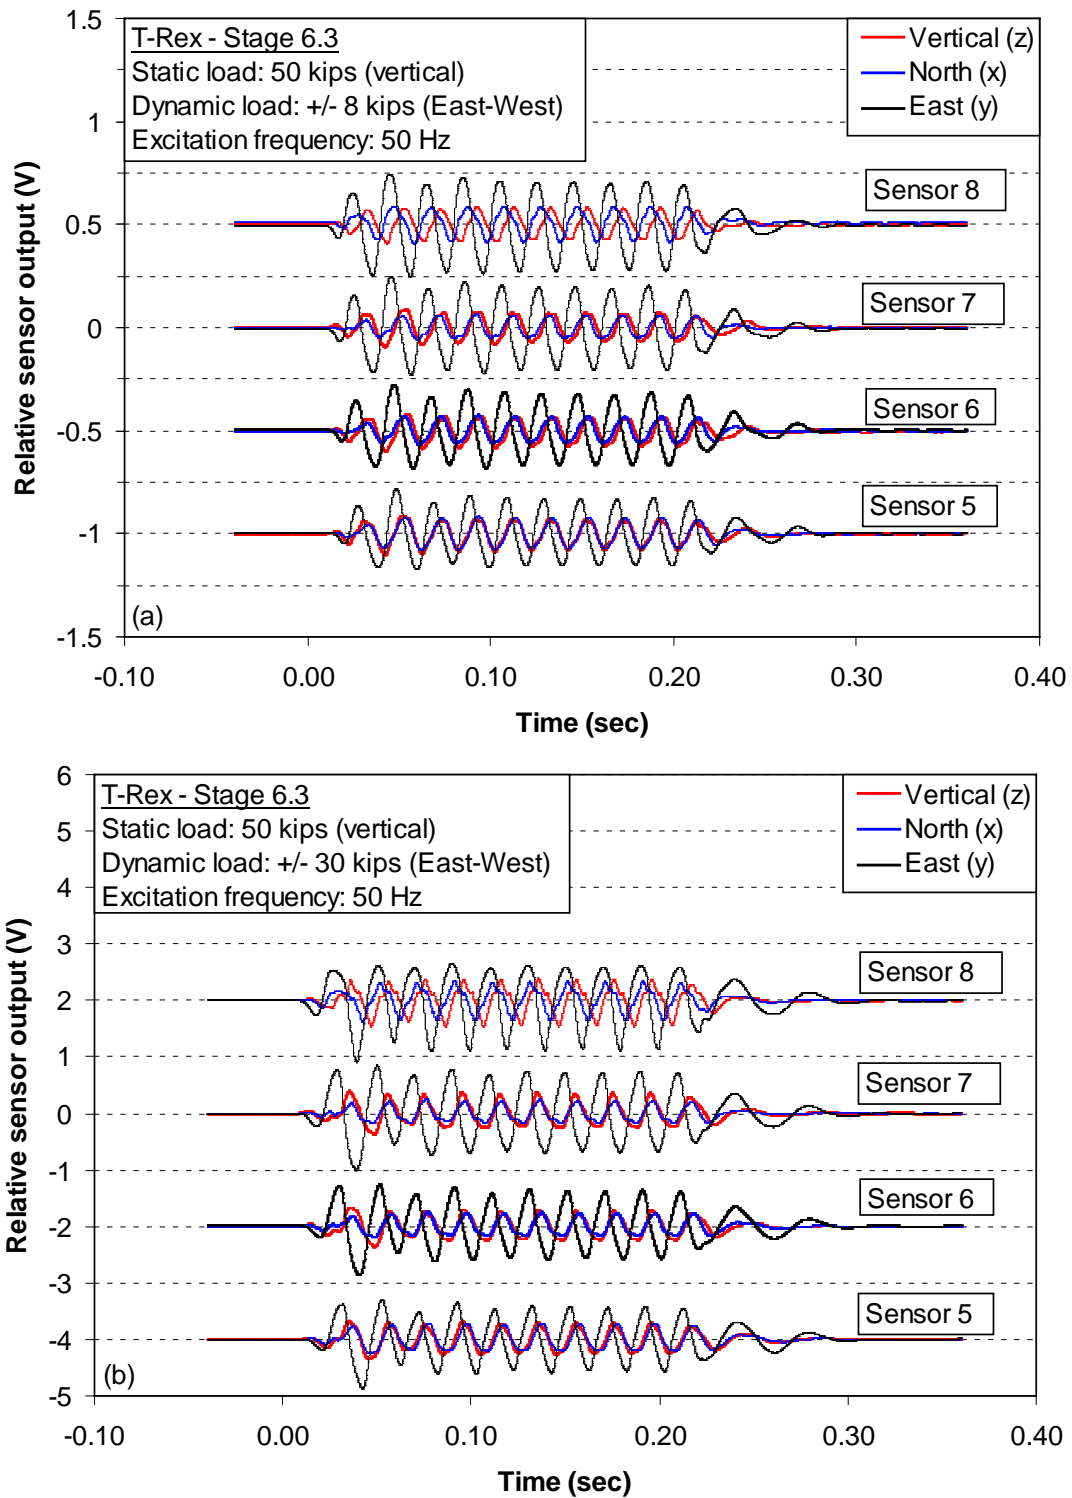 T-Rex - Stage 6.3
Static load: 50 kips (vertical)
Dynamic load: +/- 8 kips (East-West)
Excitation frequency: 50 Hz
Vertical (z)
North (x)
East (y)
Sensor 8
Sensor 7
Sensor 6
Sensor 5
1.5
1
0.5
0
-0.5
-1
-1.5
Relative sensor output (V)
(a)
-0.10
0.00
0.10
0.20
0.30
0.40
Time (sec)
T-Rex - Stage 6.3
Static load: 50 kips (vertical)
Dynamic load: +/- 30 kips (East-West)
Excitation frequency: 50 Hz
Vertical (z)
North (x)
East (y)
Sensor 8
Sensor 7
Sensor 6
Sensor 5
6
5
4
3
2
1
0
-1
-2
-3
-4
-5
Relative sensor output (V)
(b)
-0.10
0.00
0.10
0.20
0.30
0.40
Time (sec)